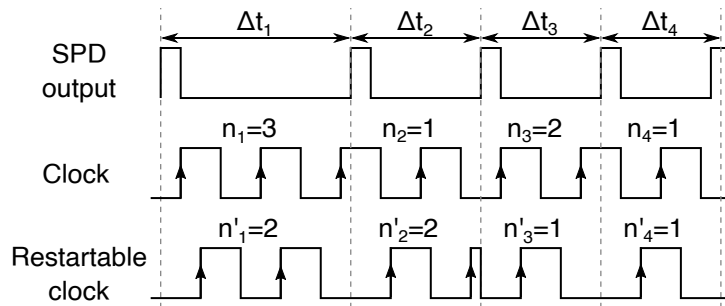 Δt₁ Δt₂ Δt₃ Δt₄
SPD
output
n₁=3 n₂=1 n₃=2 n₄=1
Clock
n'₁=2 n'₂=2 n'₃=1 n'₄=1
Restartable
clock